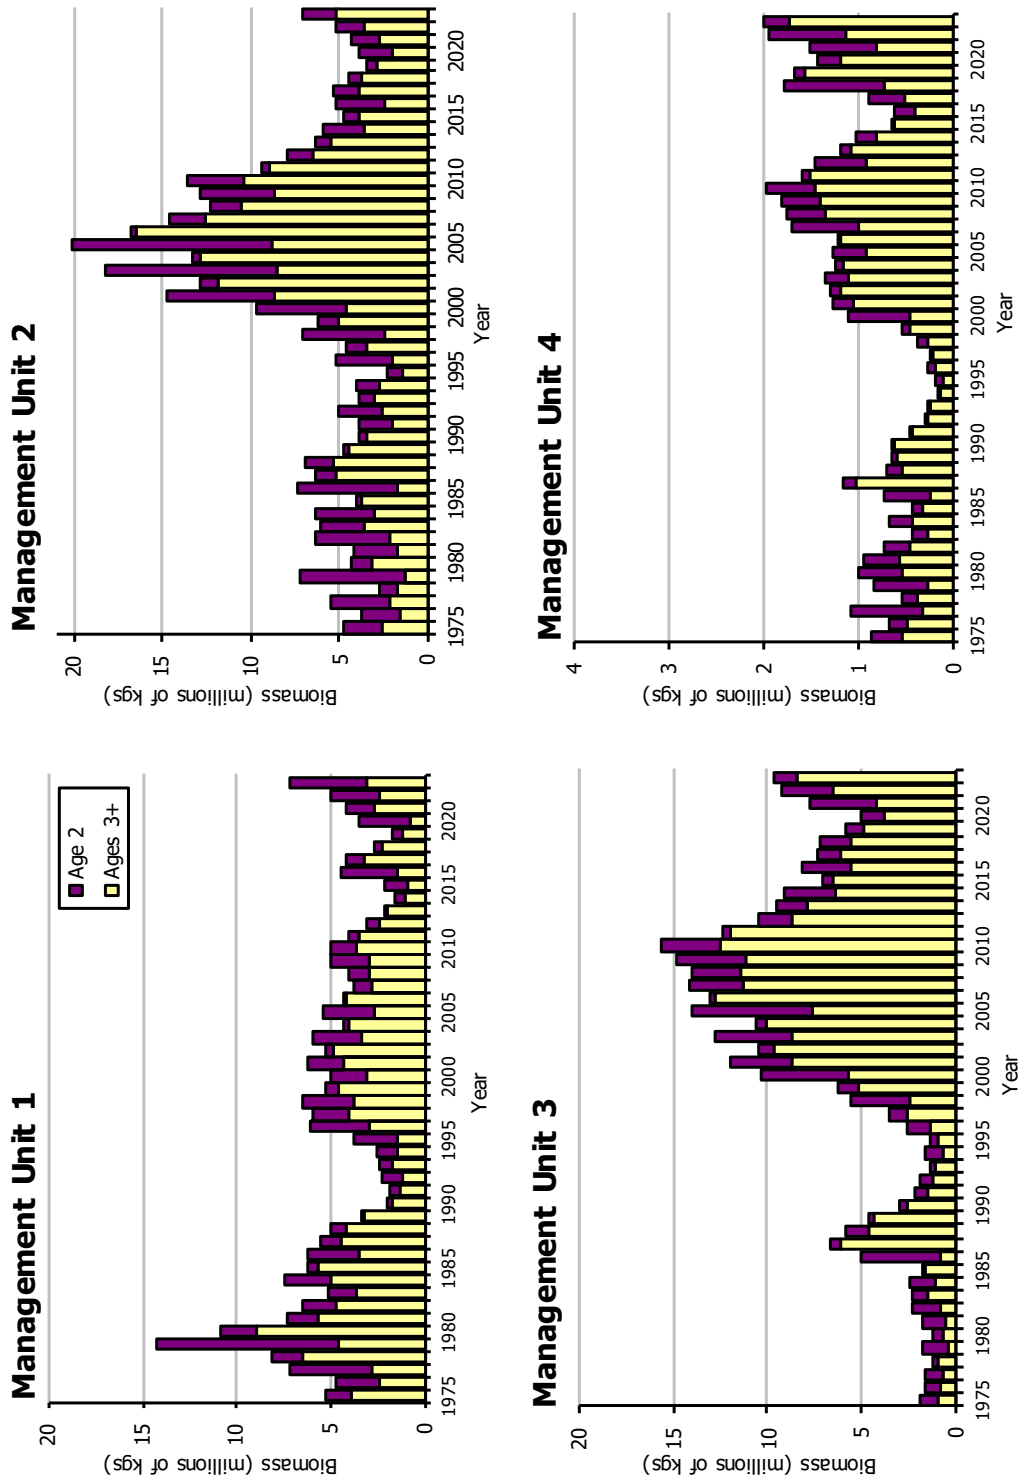 Management Unit 1
Biomass (millions of kgs)
20
15
10
5
0
Age 2
Ages 3+
1975 1980 1985 1990 1995 2000 2005 2010 2015 2020
Year
Management Unit 2
Biomass (millions of kgs)
20
15
10
5
0
1975 1980 1985 1990 1995 2000 2005 2010 2015 2020
Year
Management Unit 3
Biomass (millions of kgs)
20
15
10
5
0
1975 1980 1985 1990 1995 2000 2005 2010 2015 2020
Year
Management Unit 4
Biomass (millions of kgs)
4
3
2
1
0
1975 1980 1985 1990 1995 2000 2005 2010 2015 2020
Year